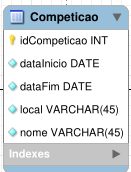 Competicao
idCompeticao INT
dataInicio DATE
dataFim DATE
local VARCHAR(45)
nome VARCHAR(45)
Indexes